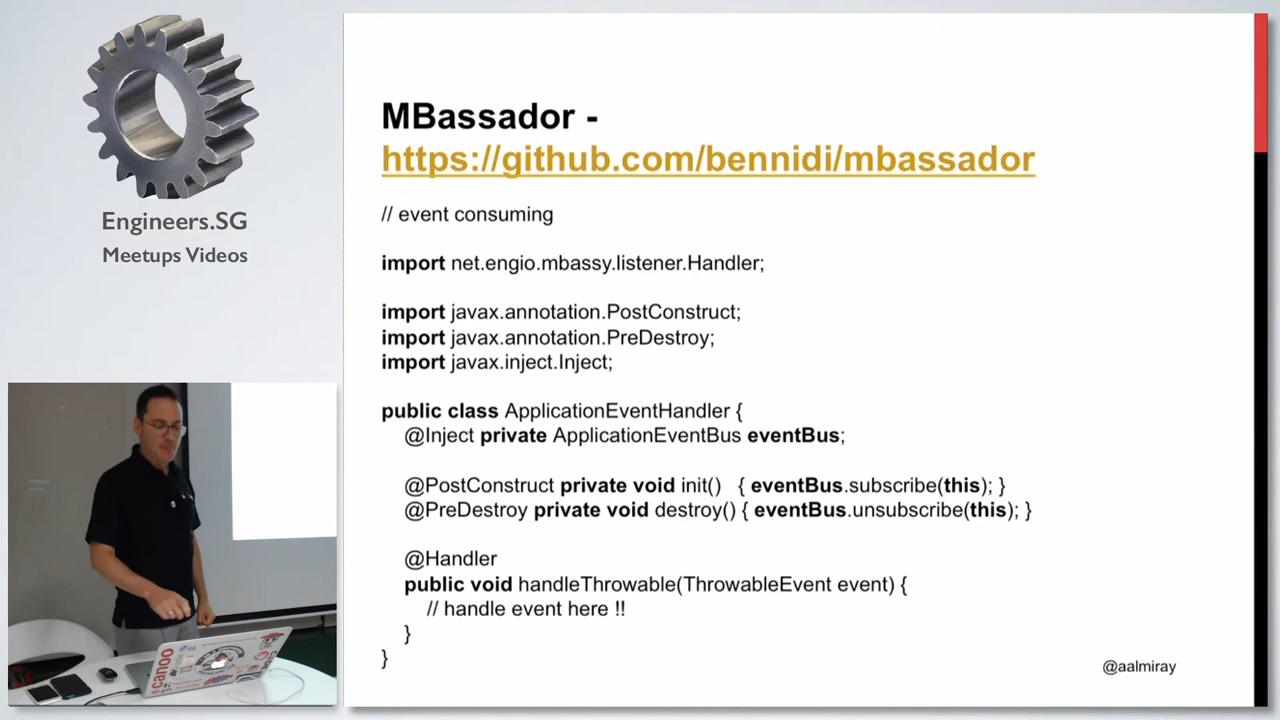 Engineers.SG
Meetups Videos
MBassador -
https://github.com/bennidi/mbassador
// event consuming
import net.engio.mbassy.listener.Handler;
import javax.annotation.PostConstruct;
import javax.annotation.PreDestroy;
import javax.inject.Inject;
public class ApplicationEventHandler {
@Inject private ApplicationEventBus eventBus;
@PostConstruct private void init() { eventBus.subscribe(this); }
@PreDestroy private void destroy() { eventBus.unsubscribe(this); }
@Handler
public void handleThrowable(ThrowableEvent event) {
// handle event here !!
}
}
@aalmiray
canoo